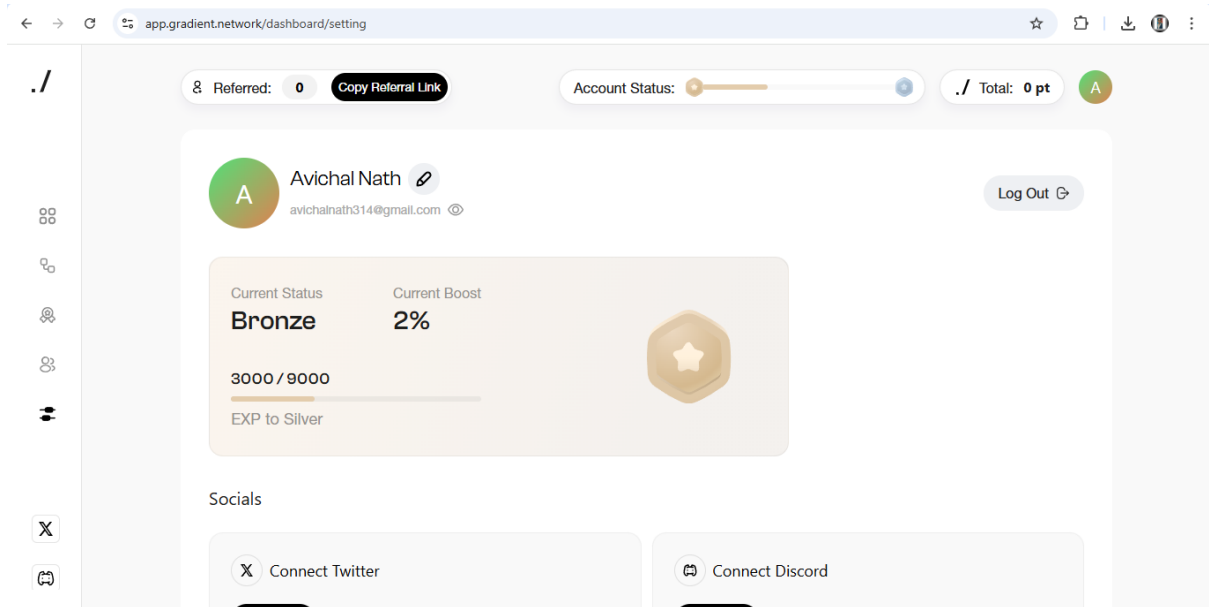 app.gradient.network/dashboard/setting
./
Referred: 0 Copy Referral Link Account Status: ./ Total: 0 pt A
A
Avichal Nath
avichalnath314@gmail.com
Log Out
Current Status Current Boost
Bronze 2%
3000/9000
EXP to Silver
Socials
X
X Connect Twitter Connect Discord